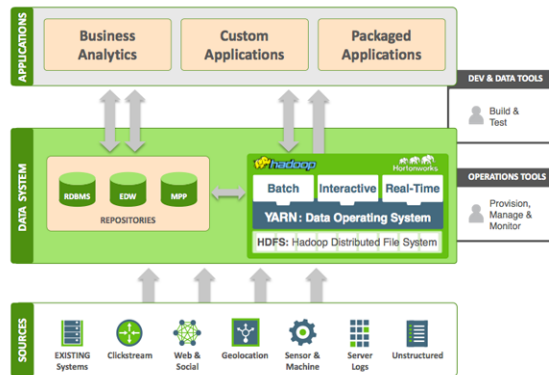 APPLICATIONS
Business
Analytics
Custom
Applications
Packaged
Applications
DEV & DATA TOOLS
Build &
Test
DATA SYSTEM
RDBMS
EDW
MPP
REPOSITORIES
hadoop
Hortonworks
Batch
Interactive
Real-Time
YARN: Data Operating System
HDFS: Hadoop Distributed File System
OPERATIONS TOOLS
Provision,
Manage &
Monitor
SOURCES
EXISTING
Systems
Clickstream
Web &
Social
Geolocation
Sensor &
Machine
Server
Logs
Unstructured